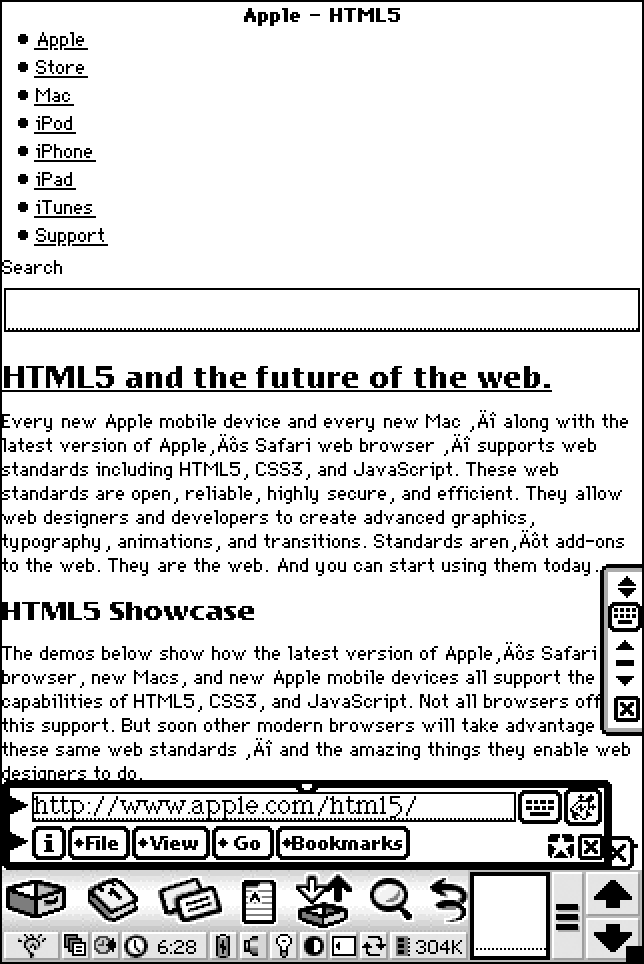 Apple – HTML5
• Apple
• Store
• Mac
• iPod
• iPhone
• iPad
• iTunes
• Support
Search
HTML5 and the future of the web.
Every new Apple mobile device and every new Mac ‚Äî along with the
latest version of Apple‚Äôs Safari web browser ‚Äî supports web
standards including HTML5, CSS3, and JavaScript. These web
standards are open, reliable, highly secure, and efficient. They allow
web designers and developers to create advanced graphics,
typography, animations, and transitions. Standards aren‚Äôt add-ons
to the web. They are the web. And you can start using them today.
HTML5 Showcase
The demos below show how the latest version of Apple‚Äôs Safari
browser, new Macs, and new Apple mobile devices all support the
capabilities of HTML5, CSS3, and JavaScript. Not all browsers off
this support. But soon other modern browsers will take advantage
these same web standards ‚Äî and the amazing things they enable web
designers to do.
http://www.apple.com/html5/
i ♦File ♦View ♦ Go ♦Bookmarks
6:28 304K